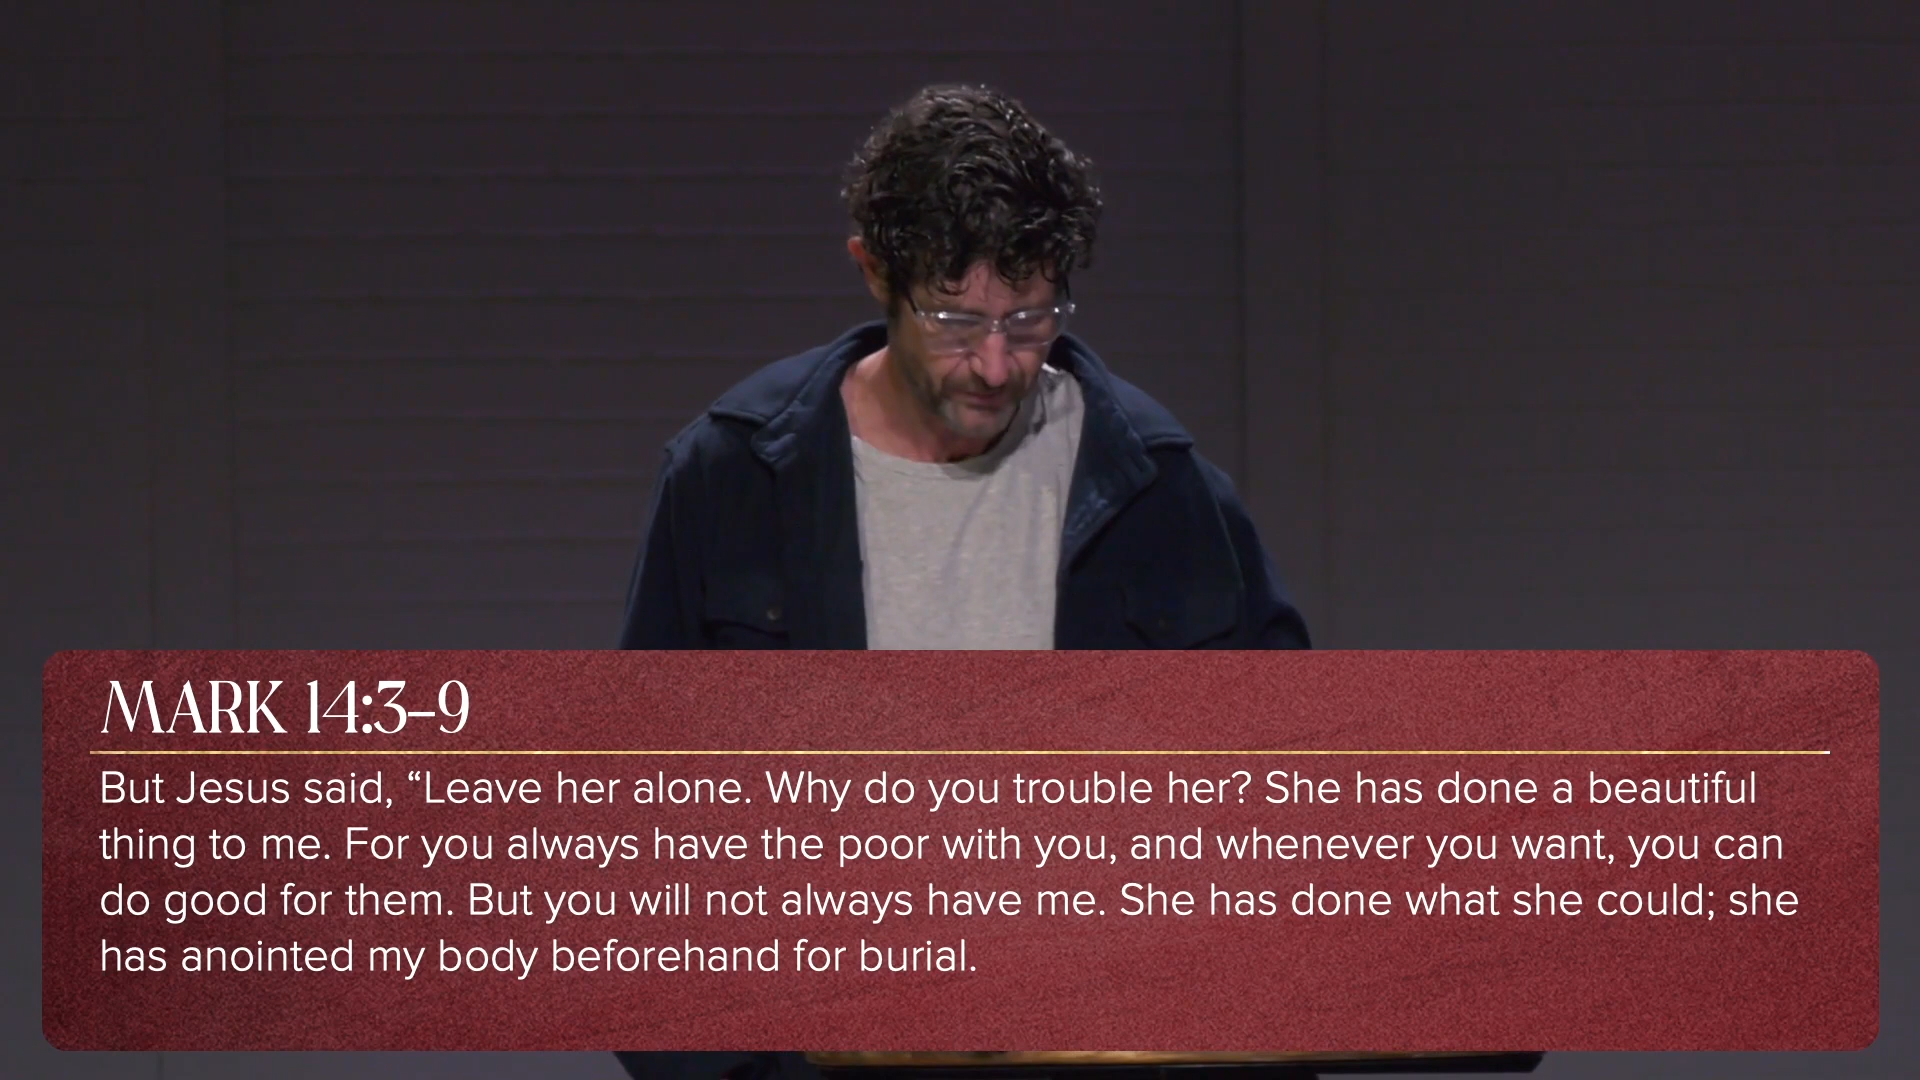 MARK 14:3–9
But Jesus said, “Leave her alone. Why do you trouble her? She has done a beautiful
thing to me. For you always have the poor with you, and whenever you want, you can
do good for them. But you will not always have me. She has done what she could; she
has anointed my body beforehand for burial.